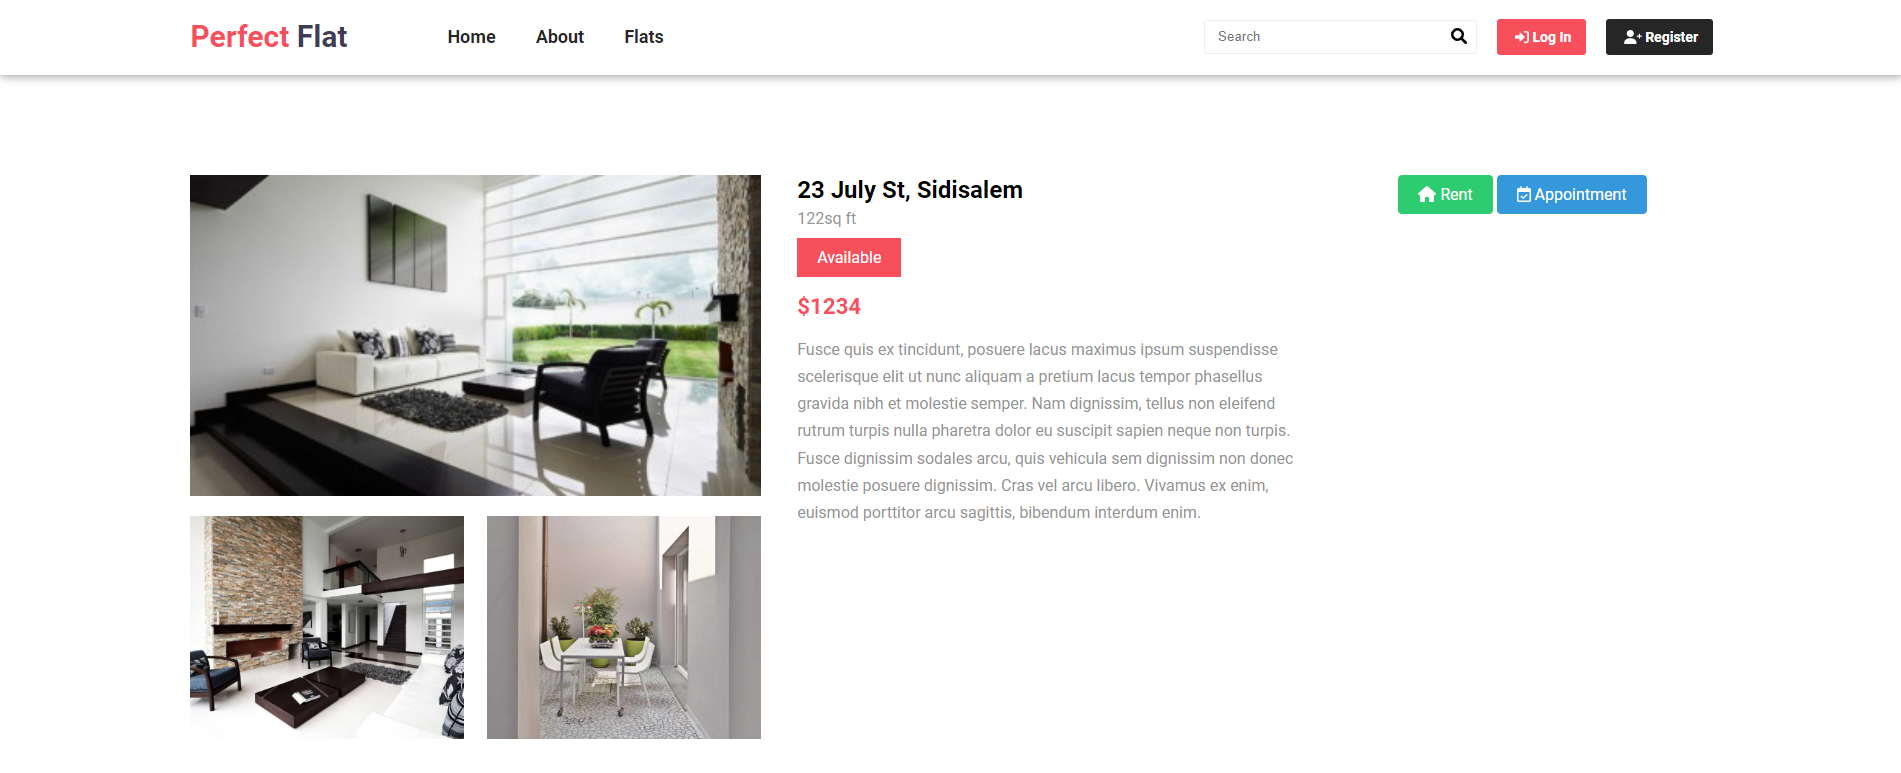 Perfect Flat
Home
About
Flats
Search
Log In
Register
23 July St, Sidisalem
122sq ft
Available
$1234
Fusce quis ex tincidunt, posuere lacus maximus ipsum suspendisse
scelerisque elit ut nunc aliquam a pretium lacus tempor phasellus
gravida nibh et molestie semper. Nam dignissim, tellus non eleifend
rutrum turpis nulla pharetra dolor eu suscipit sapien neque non turpis.
Fusce dignissim sodales arcu, quis vehicula sem dignissim non donec
molestie posuere dignissim. Cras vel arcu libero. Vivamus ex enim,
euismod porttitor arcu sagittis, bibendum interdum enim.
Rent
Appointment